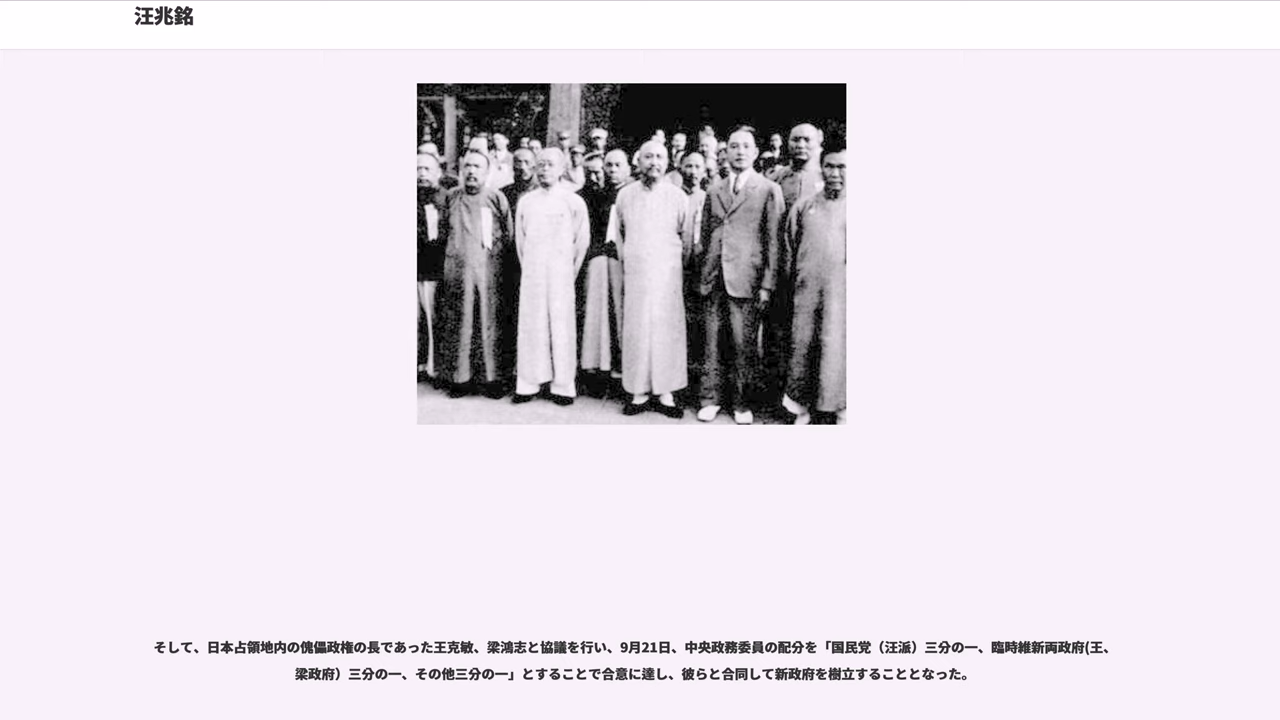 汪兆銘
そして、日本占領地内の傀儡政権の長であった王克敏、梁鴻志と協議を行い、9月21日、中央政務委員の配分を「国民党（汪派）三分の一、臨時維新両政府(王、
梁政府）三分の一、その他三分の一」とすることで合意に達し、彼らと合同して新政府を樹立することとなった。